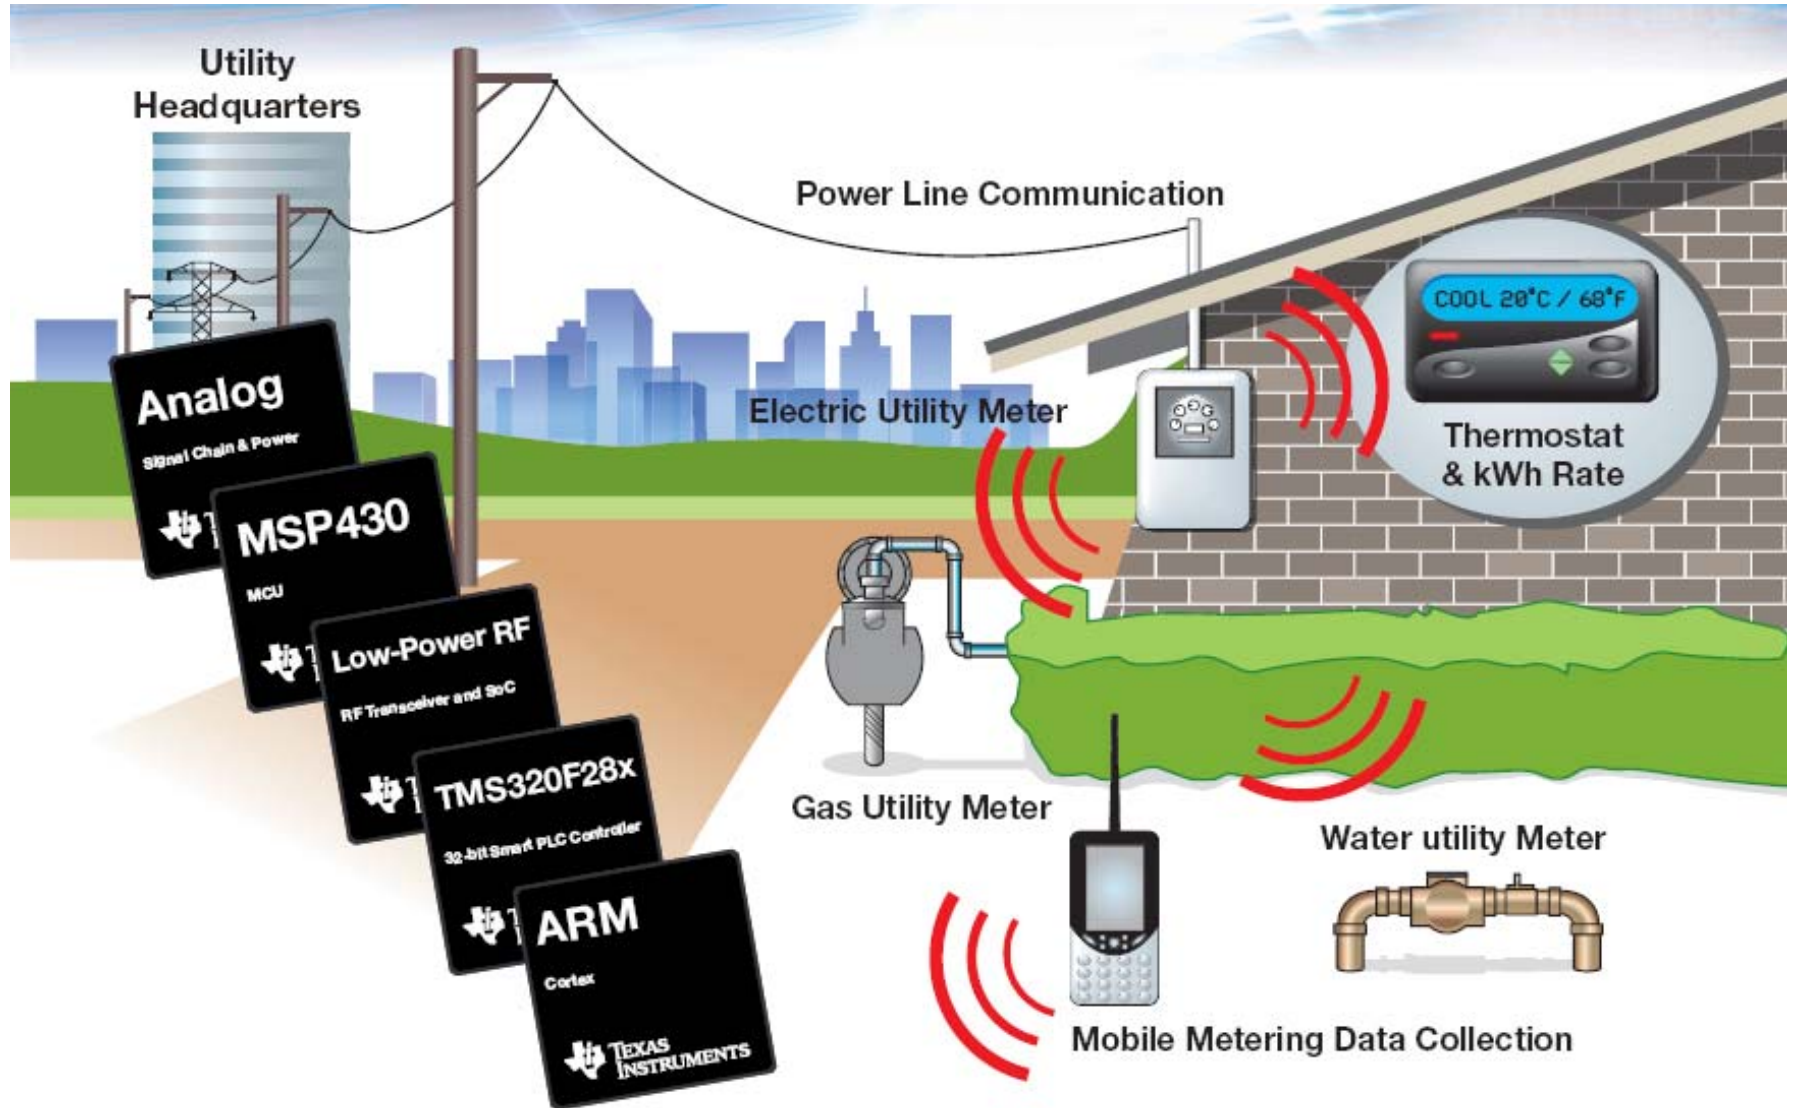 Utility
Headquarters
Power Line Communication
COOL 20°C / 68°F
Thermostat
& kWh Rate
Electric Utility Meter
Analog
Signal Chain & Power
MSP430
MCU
Low-Power RF
RF Transceiver and SoC
TMS320F28x
32-bit Smart PLC Controller
ARM
Cortex
TEXAS
INSTRUMENTS
Gas Utility Meter
Water utility Meter
Mobile Metering Data Collection